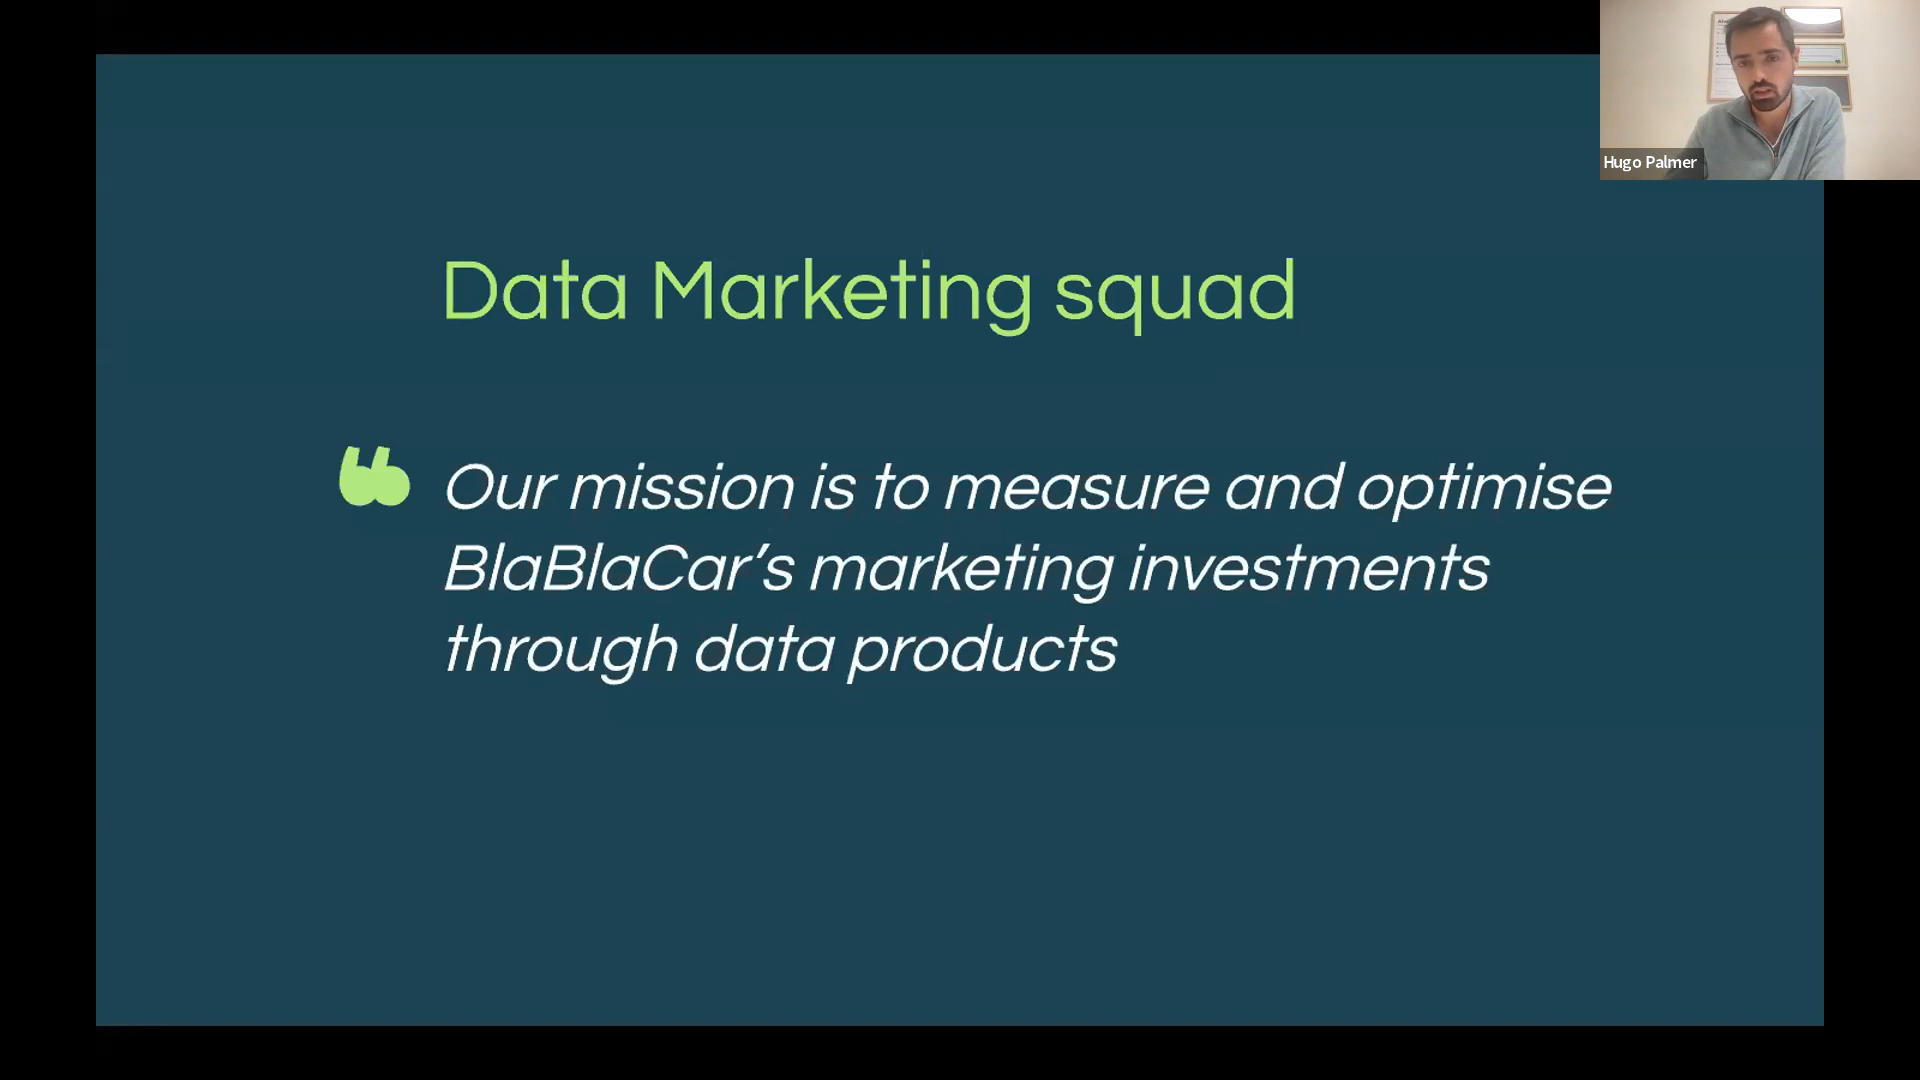 Data Marketing squad
❝ Our mission is to measure and optimise
BlaBlaCar’s marketing investments
through data products
Hugo Palmer